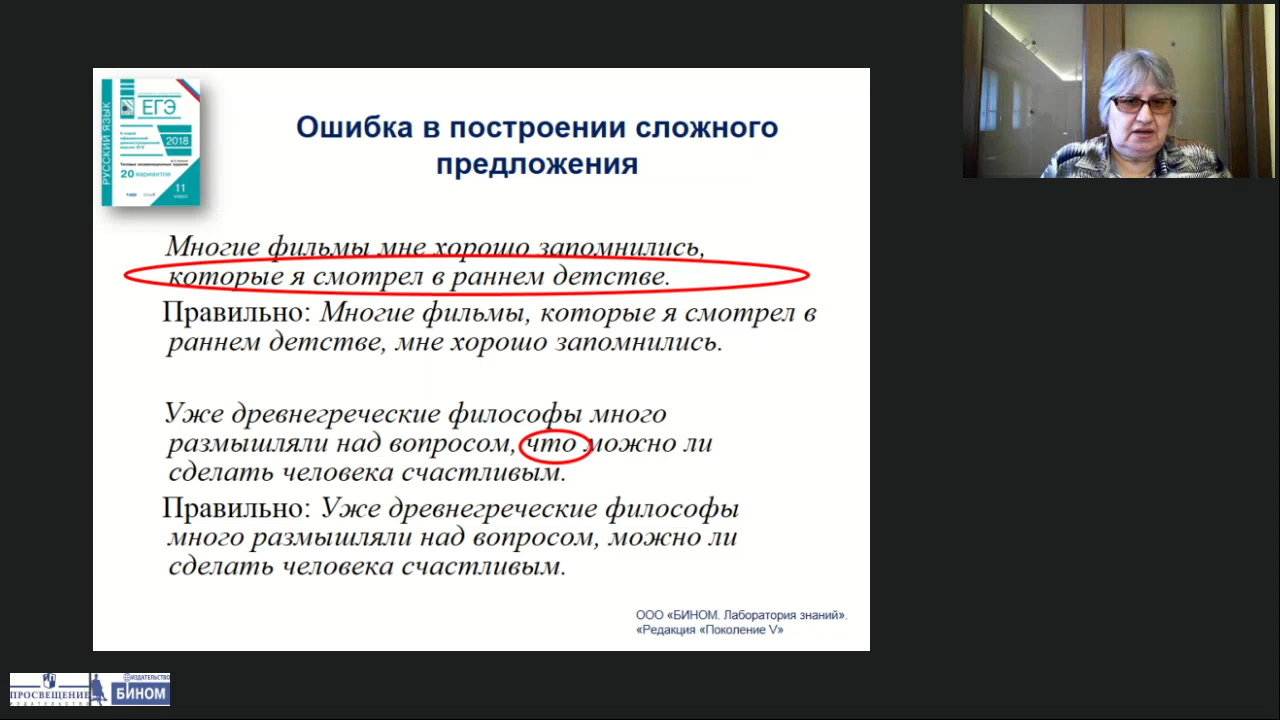 Ошибка в построении сложного
предложения
РУССКИЙ ЯЗЫК
ЕГЭ
2018
20 вариантов
11
Многие фильмы мне хорошо запомнились,
которые я смотрел в раннем детстве.
Правильно: Многие фильмы, которые я смотрел в
раннем детстве, мне хорошо запомнились.
Уже древнегреческие философы много
размышляли над вопросом, что можно ли
сделать человека счастливым.
Правильно: Уже древнегреческие философы
много размышляли над вопросом, можно ли
сделать человека счастливым.
ООО «БИНОМ. Лаборатория знаний».
«Редакция «Поколение V»
ПРОСВЕЩЕНИЕ
ИЗДАТЕЛЬСТВО
ИЗДАТЕЛЬСТВО
БИНОМ